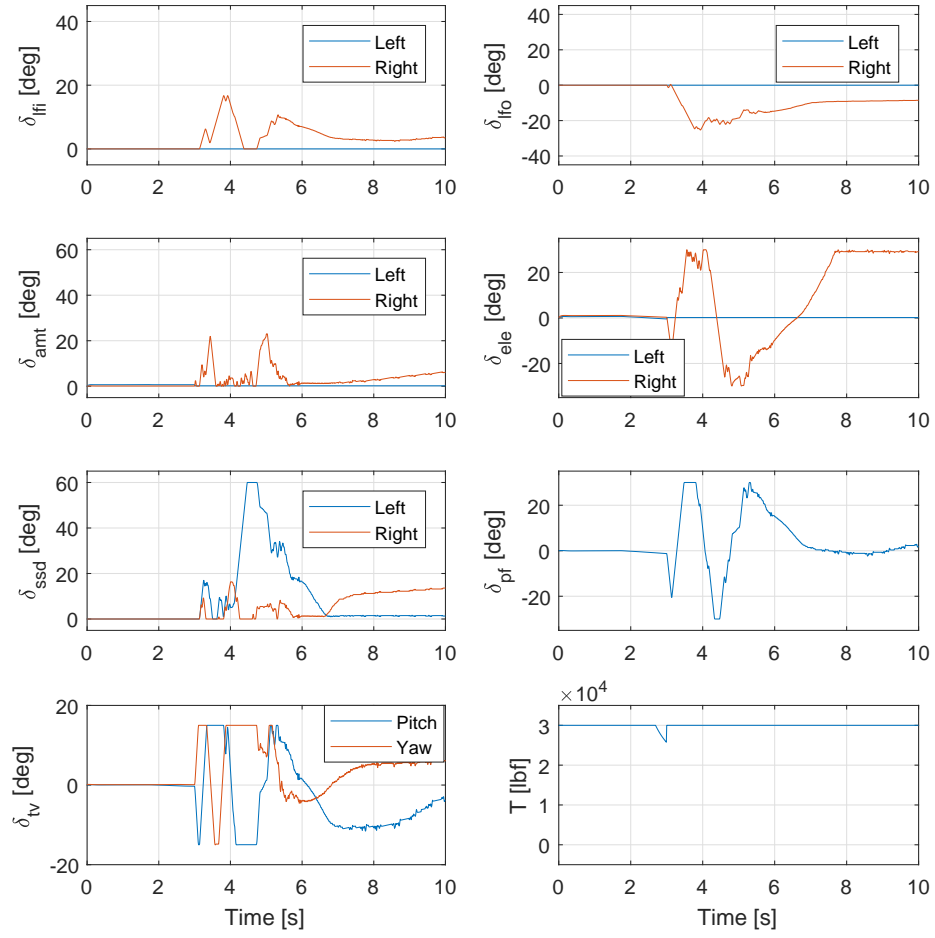 δlfi [deg]
40
20
0
0 2 4 6 8 10
Left
Right
δlfo [deg]
40
20
0
-20
-40
0 2 4 6 8 10
Left
Right
δamt [deg]
60
40
20
0
0 2 4 6 8 10
Left
Right
δele [deg]
20
0
-20
0 2 4 6 8 10
Left
Right
δssd [deg]
60
40
20
0
0 2 4 6 8 10
Left
Right
δpf [deg]
20
0
-20
0 2 4 6 8 10
δtv [deg]
20
0
-20
0 2 4 6 8 10
Time [s]
Pitch
Yaw
×10⁴
T [lbf]
3
2
1
0
0 2 4 6 8 10
Time [s]